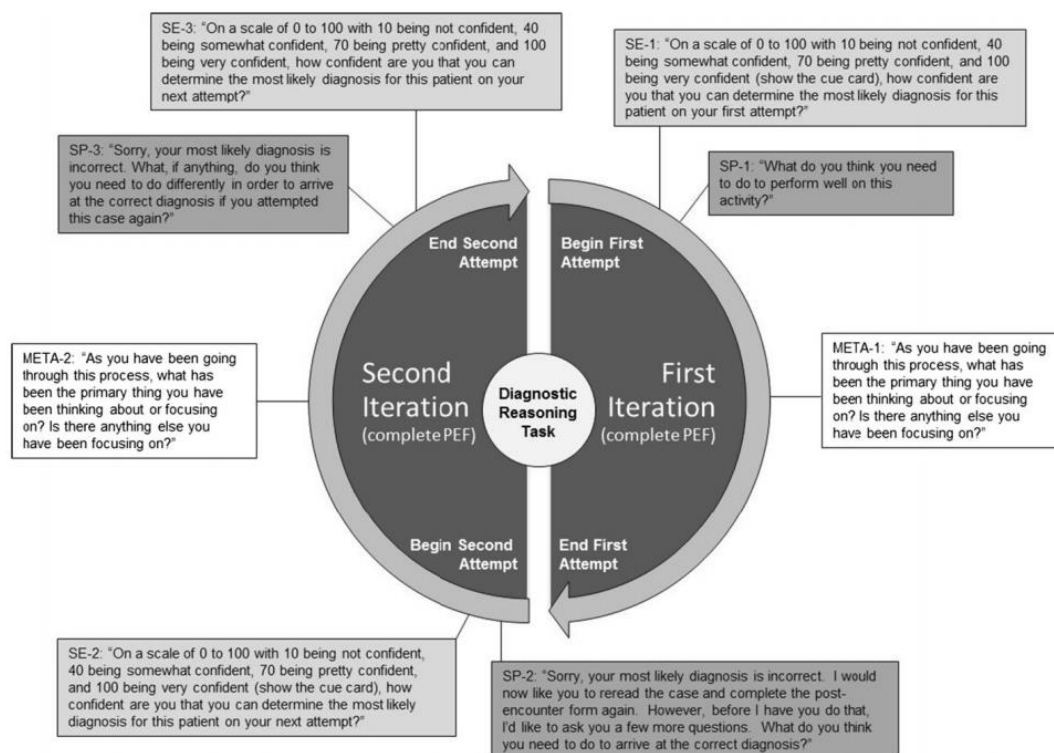 SE-3: “On a scale of 0 to 100 with 10 being not confident, 40
being somewhat confident, 70 being pretty confident, and 100
being very confident, how confident are you that you can
determine the most likely diagnosis for this patient on your
next attempt?”
SE-1: “On a scale of 0 to 100 with 10 being not confident, 40
being somewhat confident, 70 being pretty confident, and 100
being very confident (show the cue card), how confident are
you that you can determine the most likely diagnosis for this
patient on your first attempt?”
SP-3: “Sorry, your most likely diagnosis is
incorrect. What, if anything, do you think
you need to do differently in order to arrive
at the correct diagnosis if you attempted
this case again?”
SP-1: “What do you think you need
to do to perform well on this
activity?”
End Second
Attempt
Begin First
Attempt
META-2: “As you have been going
through this process, what has
been the primary thing you have
been thinking about or focusing
on? Is there anything else you
have been focusing on?”
Second
Iteration
(complete PEF)
Diagnostic
Reasoning
Task
First
Iteration
(complete PEF)
META-1: “As you have been going
through this process, what has
been the primary thing you have
been thinking about or focusing
on? Is there anything else you
have been focusing on?”
Begin Second
Attempt
End First
Attempt
SE-2: “On a scale of 0 to 100 with 10 being not confident,
40 being somewhat confident, 70 being pretty confident,
and 100 being very confident (show the cue card), how
confident are you that you can determine the most likely
diagnosis for this patient on your next attempt?”
SP-2: “Sorry, your most likely diagnosis is incorrect. I would
now like you to reread the case and complete the post-
encounter form again. However, before I have you do that,
I’d like to ask you a few more questions. What do you think
you need to do to arrive at the correct diagnosis?”